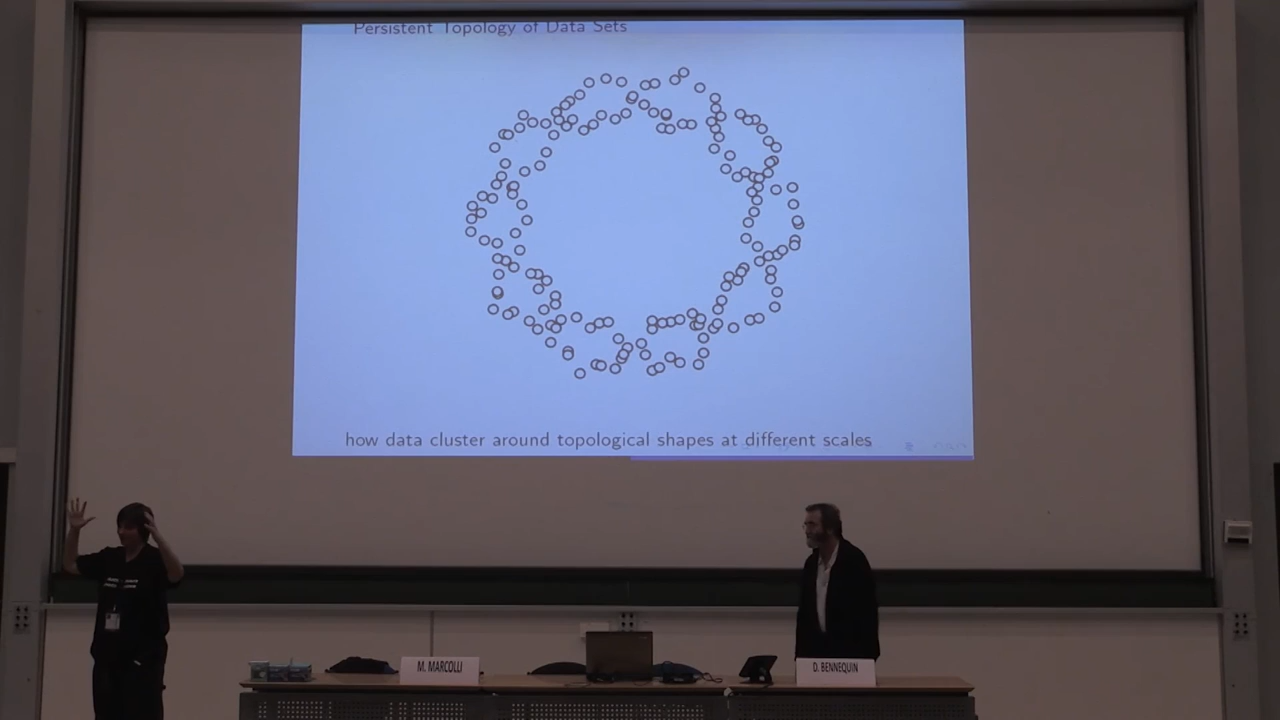 Persistent Topology of Data Sets
how data cluster around topological shapes at different scales
M. MARCOLLI
D. BENNEQUIN